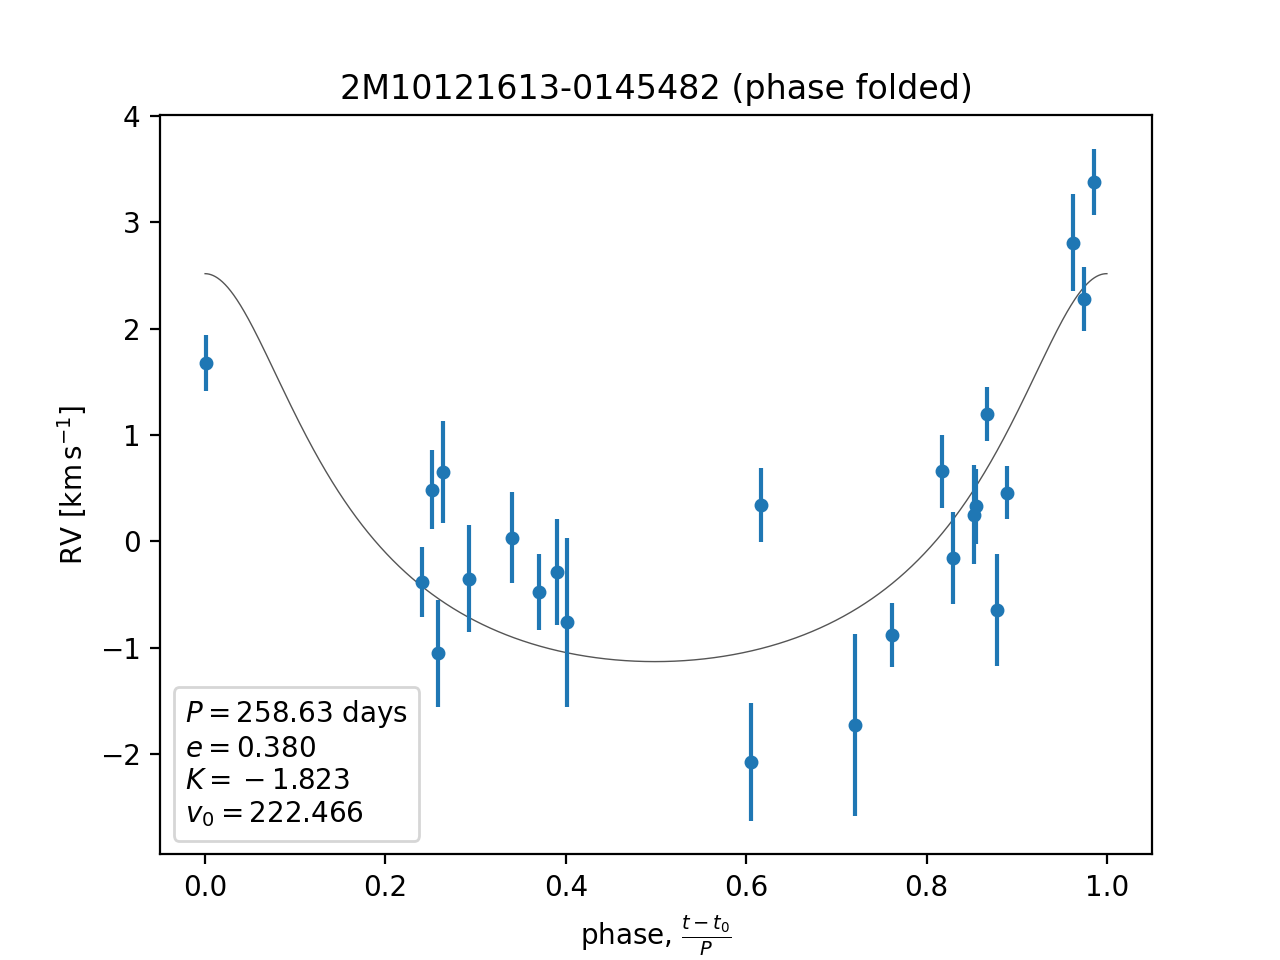 2M10121613-0145482 (phase folded)
4
3
2
1
0
−1
−2
RV [km s⁻¹]
P = 258.63 days
e = 0.380
K = −1.823
v₀ = 222.466
0.0 0.2 0.4 0.6 0.8 1.0
phase, (t − t₀)/P